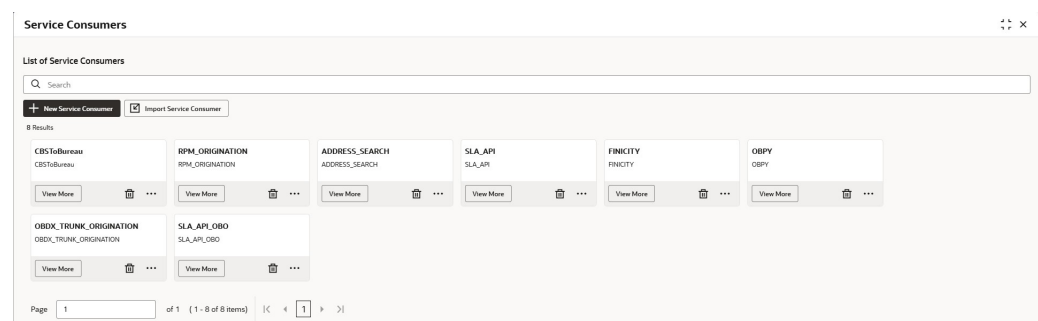 Service Consumers
List of Service Consumers
Search
New Service Consumer Import Service Consumer
8 Results
CBSToBureau RPM_ORIGINATION ADDRESS_SEARCH SLA_API FINICITY OBPY
CBSToBureau RPM_ORIGINATION ADDRESS_SEARCH SLA_API FINICITY OBPY
View More View More View More View More View More View More
OBDX_TRUNK_ORIGINATION SLA_API_OBO
OBDX_TRUNK_ORIGINATION SLA_API_OBO
View More View More
Page 1 of 1 ( 1 - 8 of 8 items) 1